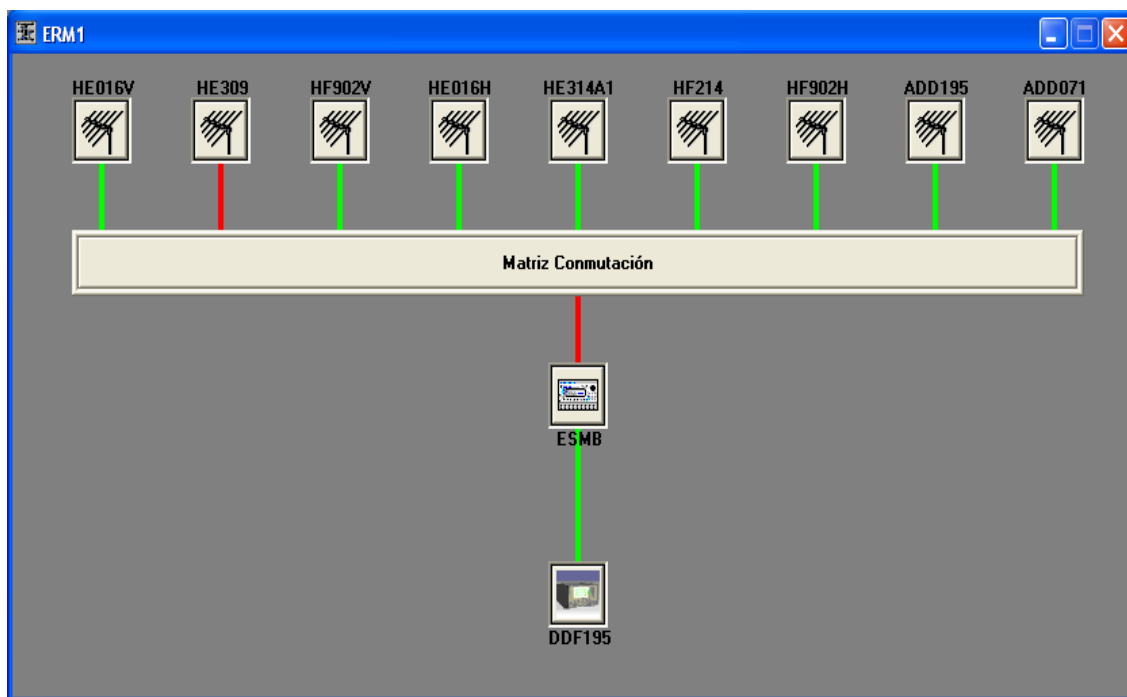 ERM1
HE016V HE309 HF902V HE016H HE314A1 HF214 HF902H ADD195 ADD071
Matriz Conmutación
ESMB
DDF195